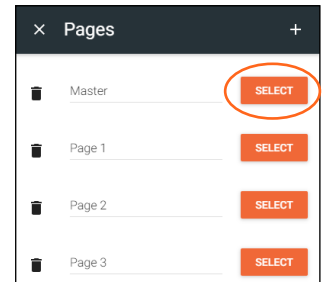 × Pages +
Master SELECT
Page 1 SELECT
Page 2 SELECT
Page 3 SELECT